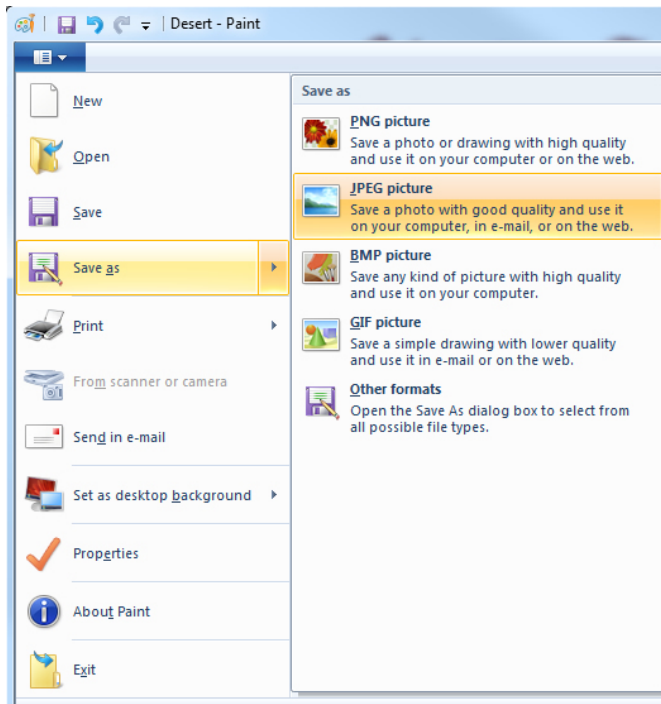 Desert - Paint
New
Open
Save
Save as
Print
From scanner or camera
Send in e-mail
Set as desktop background
Properties
About Paint
Exit
Save as
PNG picture
Save a photo or drawing with high quality
and use it on your computer or on the web.
JPEG picture
Save a photo with good quality and use it
on your computer, in e-mail, or on the web.
BMP picture
Save any kind of picture with high quality
and use it on your computer.
GIF picture
Save a simple drawing with lower quality
and use it in e-mail or on the web.
Other formats
Open the Save As dialog box to select from
all possible file types.